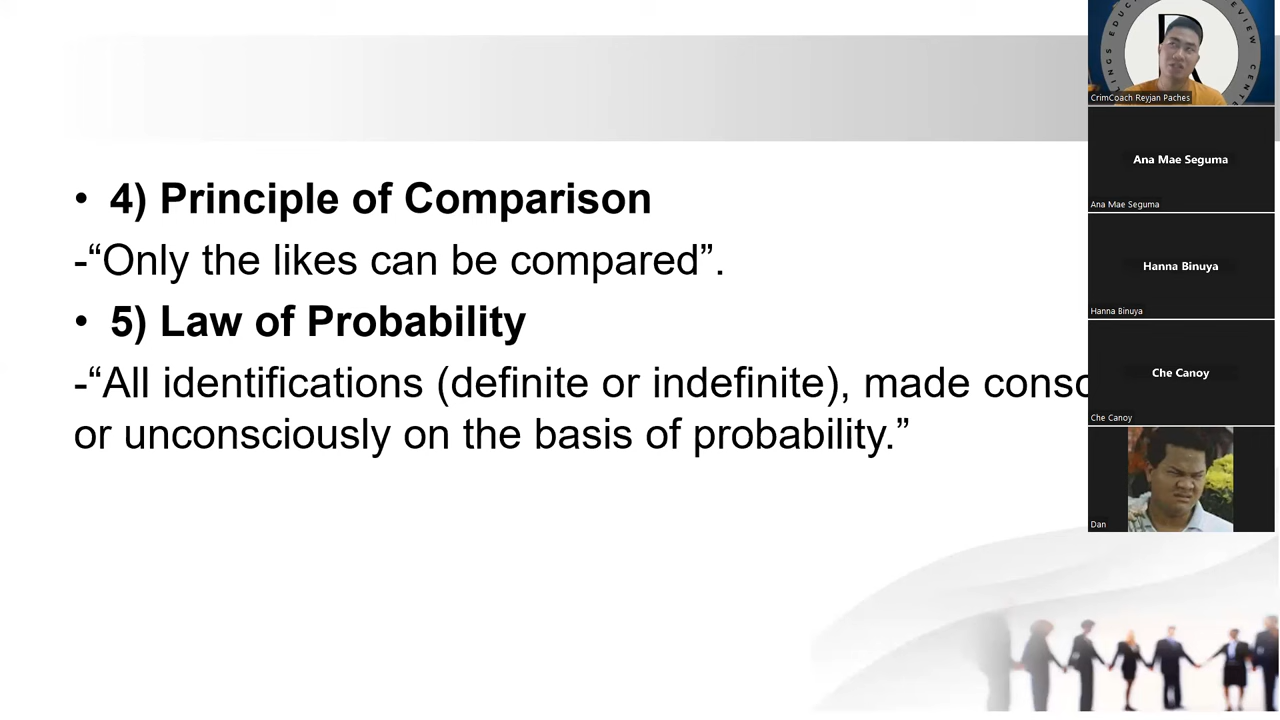 • 4) Principle of Comparison
-“Only the likes can be compared”.
• 5) Law of Probability
-“All identifications (definite or indefinite), made consc
or unconsciously on the basis of probability.”
R
CrimCoach Reyjan Paches
Ana Mae Seguma
Ana Mae Seguma
Hanna Binuya
Hanna Binuya
Che Canoy
Che Canoy
Dan